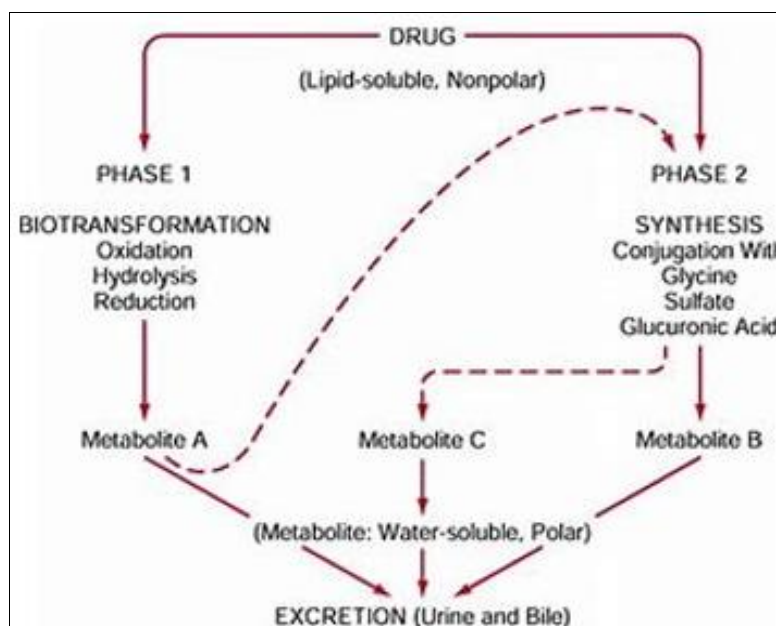 DRUG
(Lipid-soluble, Nonpolar)
PHASE 1
BIOTRANSFORMATION
Oxidation
Hydrolysis
Reduction
PHASE 2
SYNTHESIS
Conjugation With
Glycine
Sulfate
Glucuronic Acid
Metabolite A
Metabolite C
Metabolite B
(Metabolite: Water-soluble, Polar)
EXCRETION (Urine and Bile)